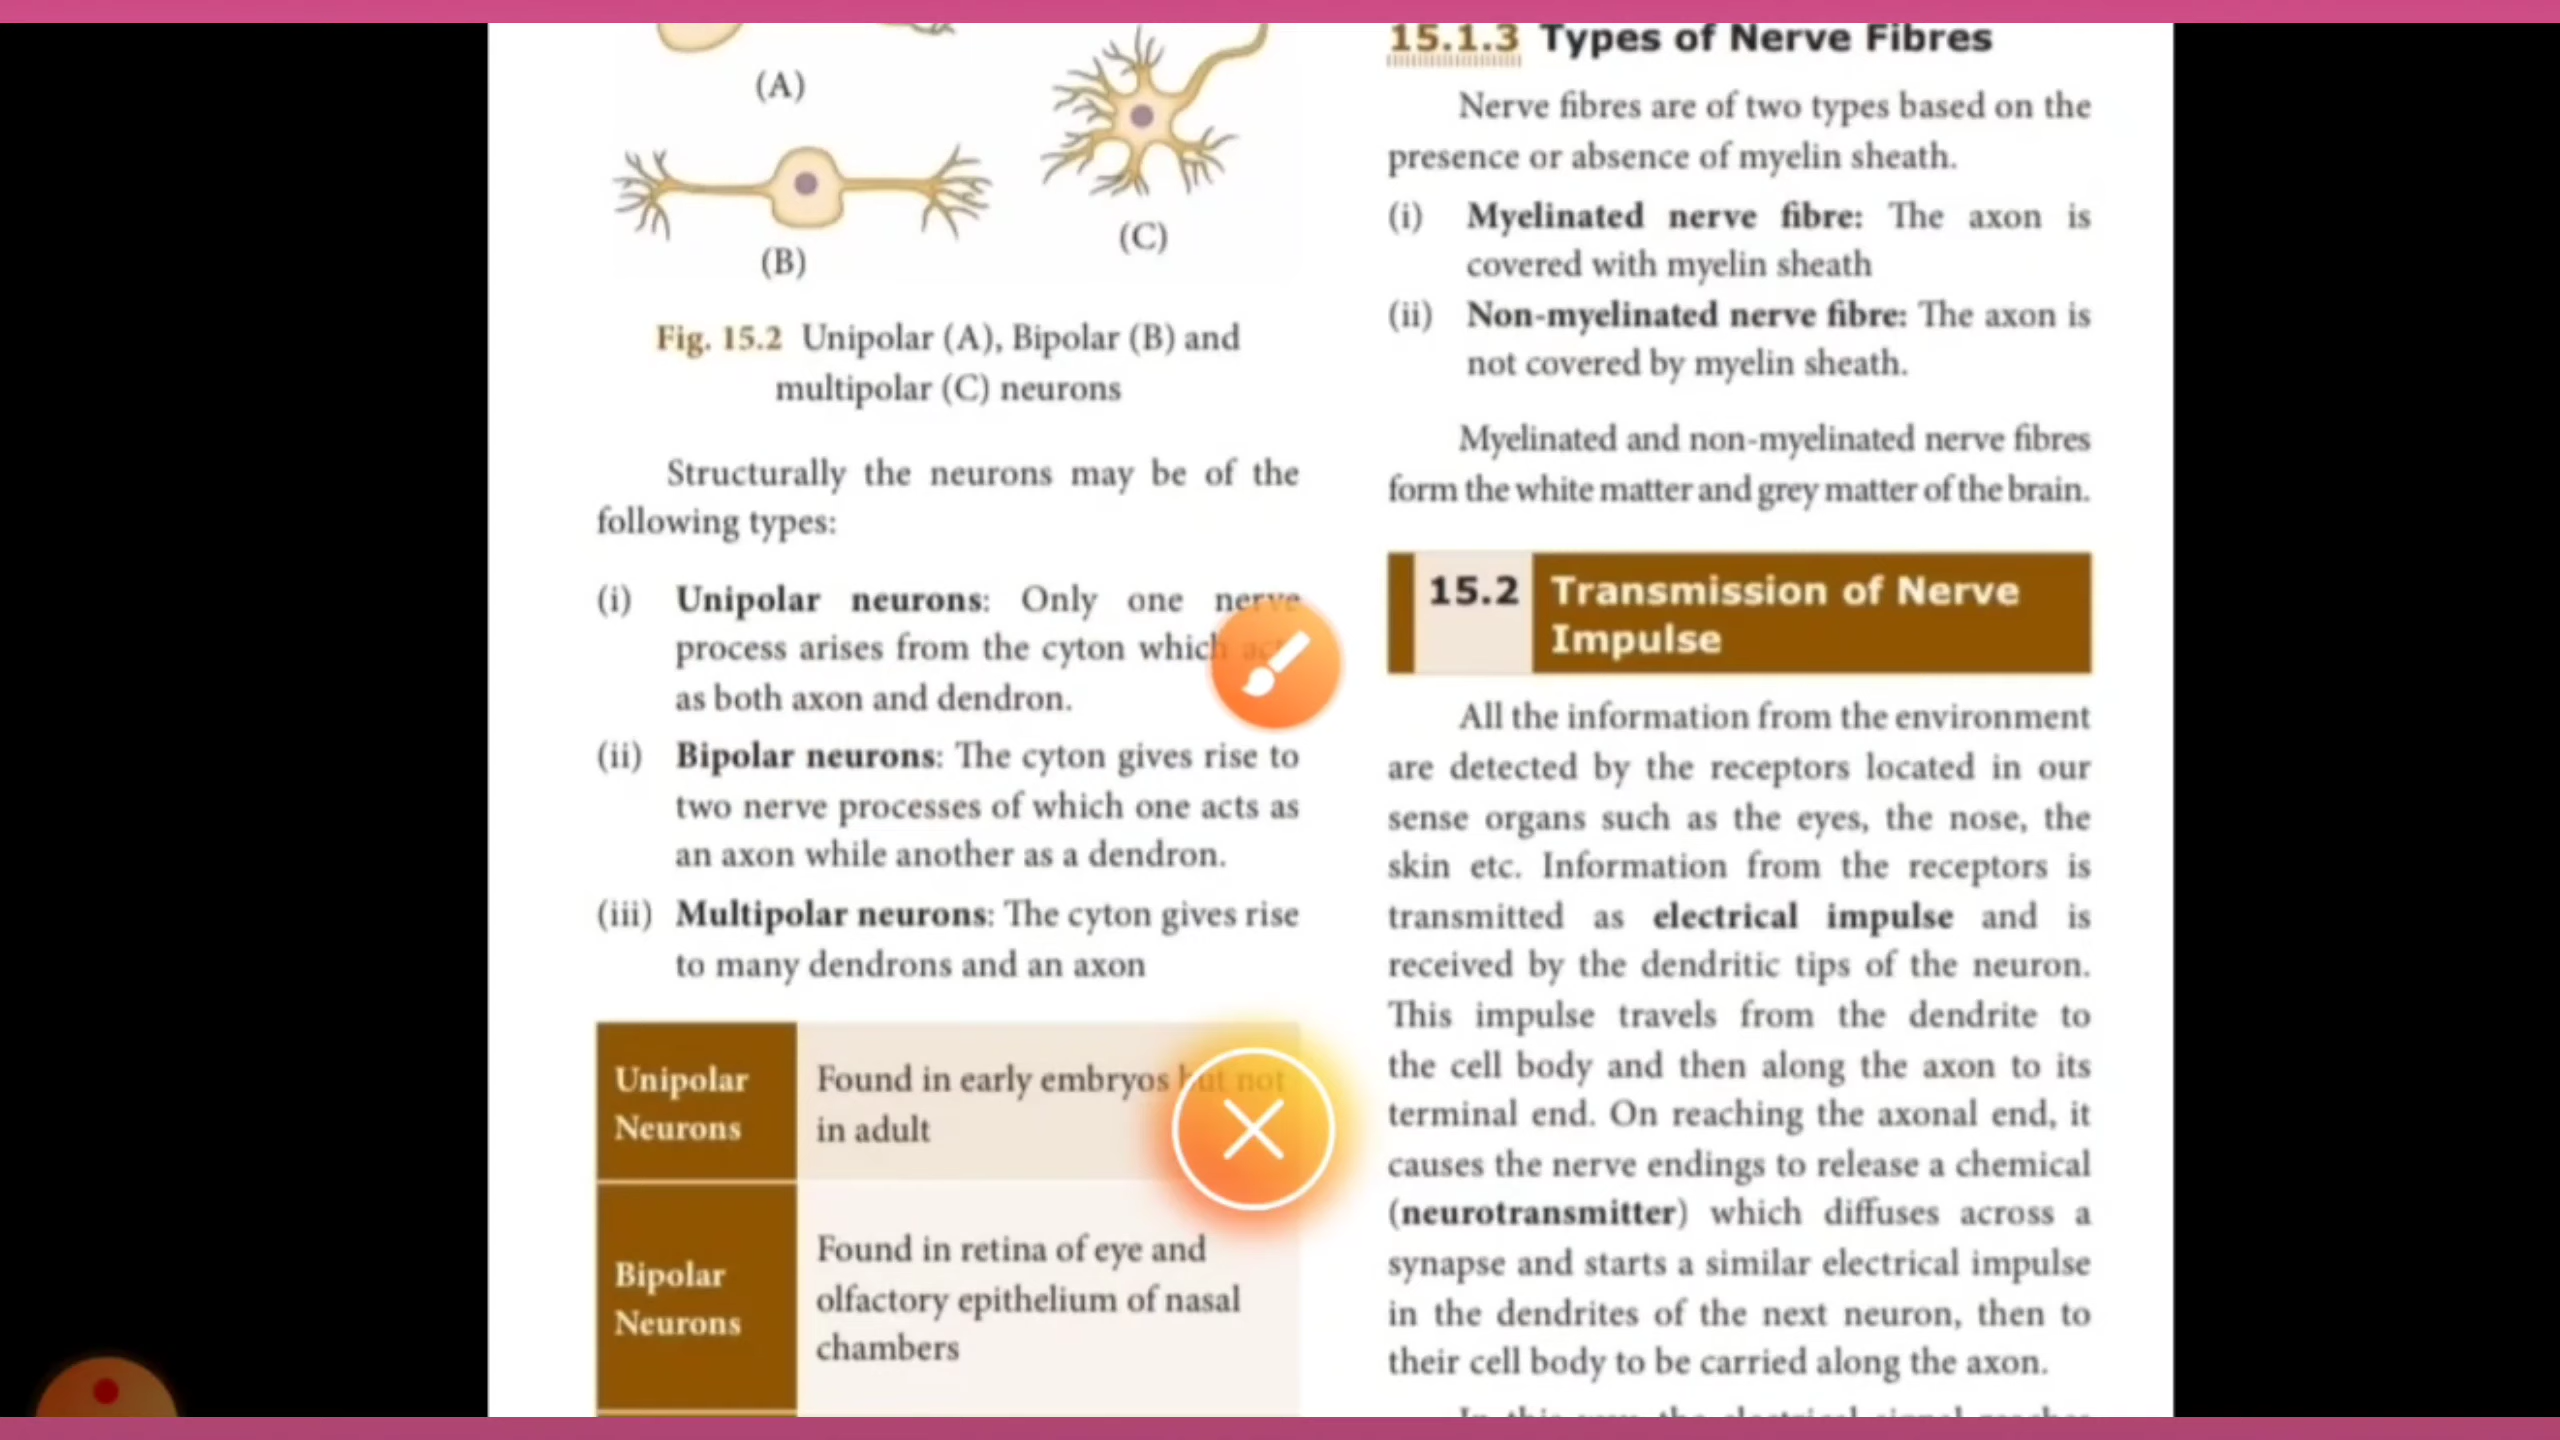 (A)
(B)
(C)
Fig. 15.2 Unipolar (A), Bipolar (B) and
multipolar (C) neurons
Structurally the neurons may be of the
following types:
(i) Unipolar neurons: Only one nerve
process arises from the cyton which
as both axon and dendron.
(ii) Bipolar neurons: The cyton gives rise to
two nerve processes of which one acts as
an axon while another as a dendron.
(iii) Multipolar neurons: The cyton gives rise
to many dendrons and an axon
Unipolar
Neurons
Found in early embryos but not
in adult
Bipolar
Neurons
Found in retina of eye and
olfactory epithelium of nasal
chambers
15.1.3 Types of Nerve Fibres
Nerve fibres are of two types based on the
presence or absence of myelin sheath.
(i) Myelinated nerve fibre: The axon is
covered with myelin sheath
(ii) Non-myelinated nerve fibre: The axon is
not covered by myelin sheath.
Myelinated and non-myelinated nerve fibres
form the white matter and grey matter of the brain.
15.2 Transmission of Nerve
Impulse
All the information from the environment
are detected by the receptors located in our
sense organs such as the eyes, the nose, the
skin etc. Information from the receptors is
transmitted as electrical impulse and is
received by the dendritic tips of the neuron.
This impulse travels from the dendrite to
the cell body and then along the axon to its
terminal end. On reaching the axonal end, it
causes the nerve endings to release a chemical
(neurotransmitter) which diffuses across a
synapse and starts a similar electrical impulse
in the dendrites of the next neuron, then to
their cell body to be carried along the axon.